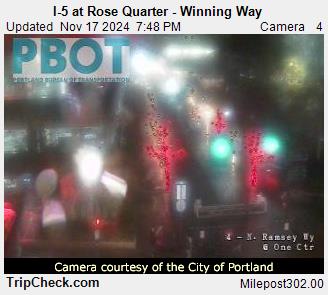 I-5 at Rose Quarter - Winning Way
Updated Nov 17 2024 7:48 PM Camera 4
PBOT
PORTLAND BUREAU OF TRANSPORTATION
4 - N. Ramsey Wy
@ One Ctr
Camera courtesy of the City of Portland
TripCheck.com Milepost302.00